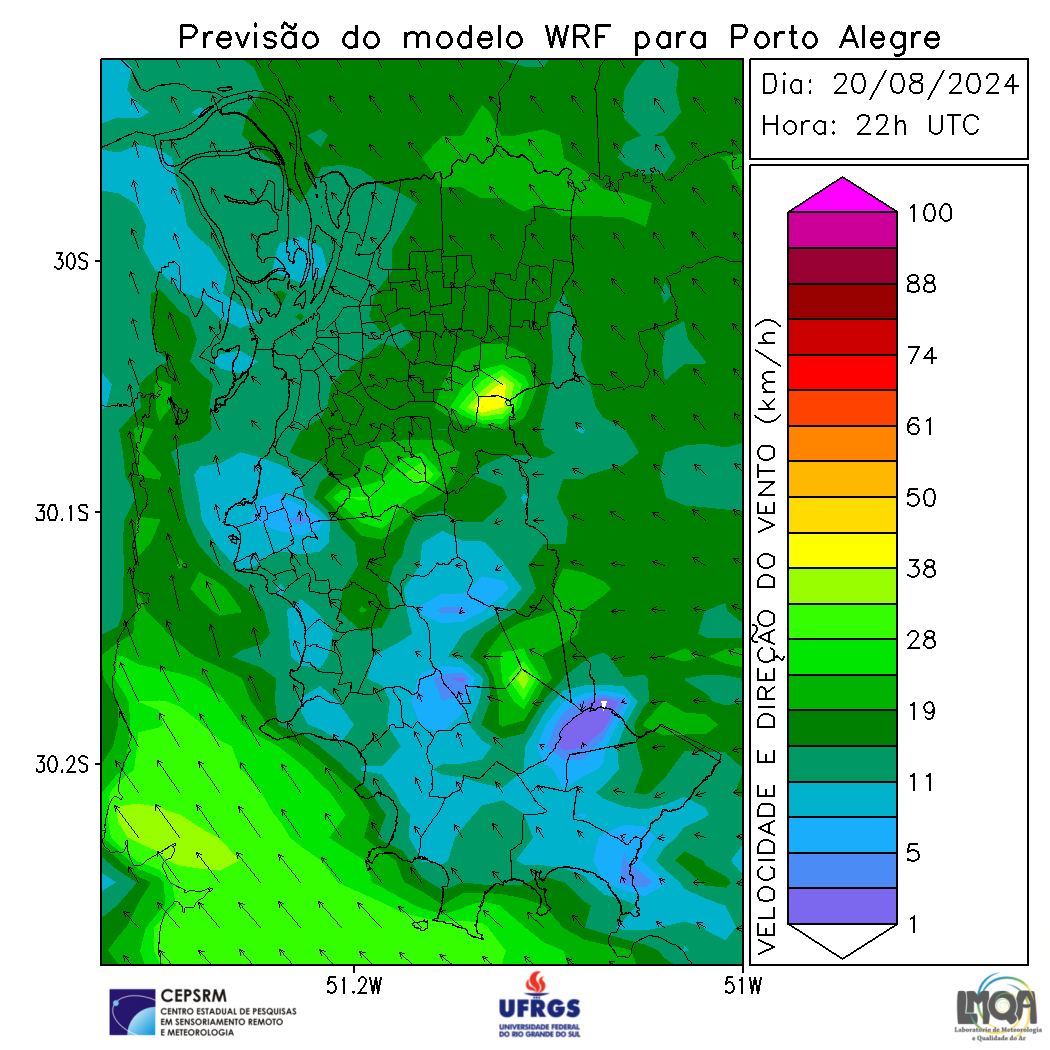 Previsão do modelo WRF para Porto Alegre
Dia: 20/08/2024
Hora: 22h UTC
30S
30.1S
30.2S
51.2W
51W
VELOCIDADE E DIREÇÃO DO VENTO (km/h)
100
88
74
61
50
38
28
19
11
5
1
CEPSRM
CENTRO ESTADUAL DE PESQUISAS
EM SENSORIAMENTO REMOTO
E METEOROLOGIA
UFRGS
UNIVERSIDADE FEDERAL
DO RIO GRANDE DO SUL
LMQA
Laboratório de Meteorologia
e Qualidade do Ar